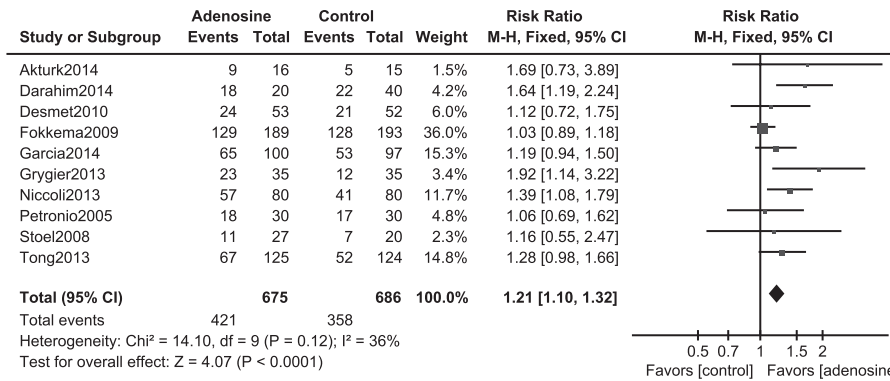 Adenosine Control Risk Ratio Risk Ratio
Study or Subgroup Events Total Events Total Weight M-H, Fixed, 95% CI M-H, Fixed, 95% CI
Akturk2014 9 16 5 15 1.5% 1.69 [0.73, 3.89]
Darahim2014 18 20 22 40 4.2% 1.64 [1.19, 2.24]
Desmet2010 24 53 21 52 6.0% 1.12 [0.72, 1.75]
Fokkema2009 129 189 128 193 36.0% 1.03 [0.89, 1.18]
Garcia2014 65 100 53 97 15.3% 1.19 [0.94, 1.50]
Grygier2013 23 35 12 35 3.4% 1.92 [1.14, 3.22]
Niccoli2013 57 80 41 80 11.7% 1.39 [1.08, 1.79]
Petronio2005 18 30 17 30 4.8% 1.06 [0.69, 1.62]
Stoel2008 11 27 7 20 2.3% 1.16 [0.55, 2.47]
Tong2013 67 125 52 124 14.8% 1.28 [0.98, 1.66]
Total (95% CI) 675 686 100.0% 1.21 [1.10, 1.32]
Total events 421 358
Heterogeneity: Chi² = 14.10, df = 9 (P = 0.12); I² = 36%
Test for overall effect: Z = 4.07 (P < 0.0001)
0.5 0.7 1 1.5 2
Favors [control] Favors [adenosine